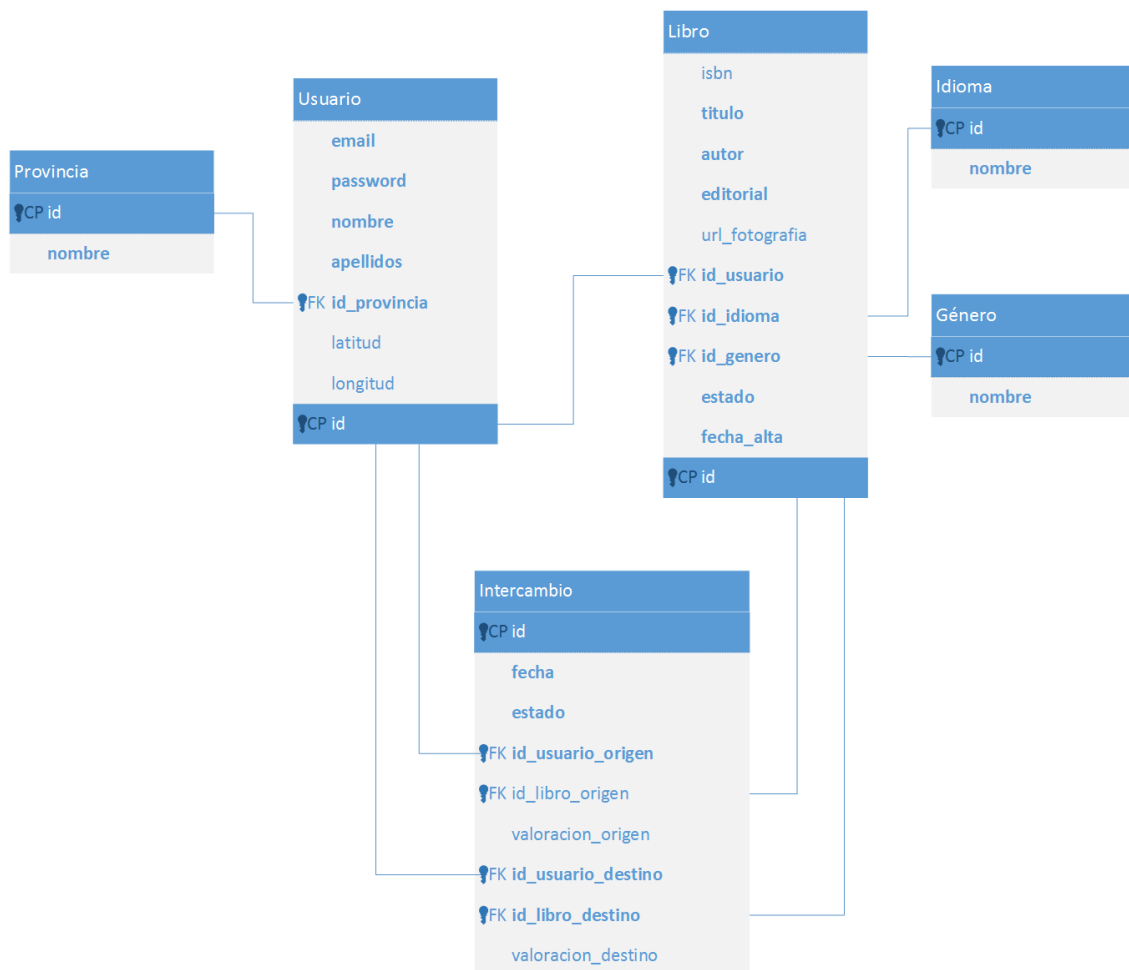 Provincia
CP id
nombre
Usuario
email
password
nombre
apellidos
FK id_provincia
latitud
longitud
CP id
Libro
isbn
titulo
autor
editorial
url_fotografia
FK id_usuario
FK id_idioma
FK id_genero
estado
fecha_alta
CP id
Idioma
CP id
nombre
Género
CP id
nombre
Intercambio
CP id
fecha
estado
FK id_usuario_origen
FK id_libro_origen
valoracion_origen
FK id_usuario_destino
FK id_libro_destino
valoracion_destino